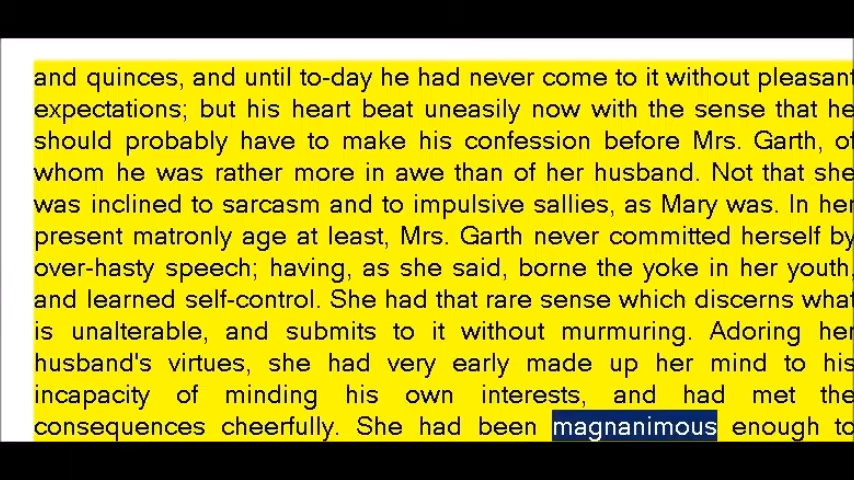 and quinces, and until to-day he had never come to it without pleasant
expectations; but his heart beat uneasily now with the sense that he
should probably have to make his confession before Mrs. Garth, of
whom he was rather more in awe than of her husband. Not that she
was inclined to sarcasm and to impulsive sallies, as Mary was. In her
present matronly age at least, Mrs. Garth never committed herself by
over-hasty speech; having, as she said, borne the yoke in her youth,
and learned self-control. She had that rare sense which discerns what
is unalterable, and submits to it without murmuring. Adoring her
husband's virtues, she had very early made up her mind to his
incapacity of minding his own interests, and had met the
consequences cheerfully. She had been magnanimous enough to